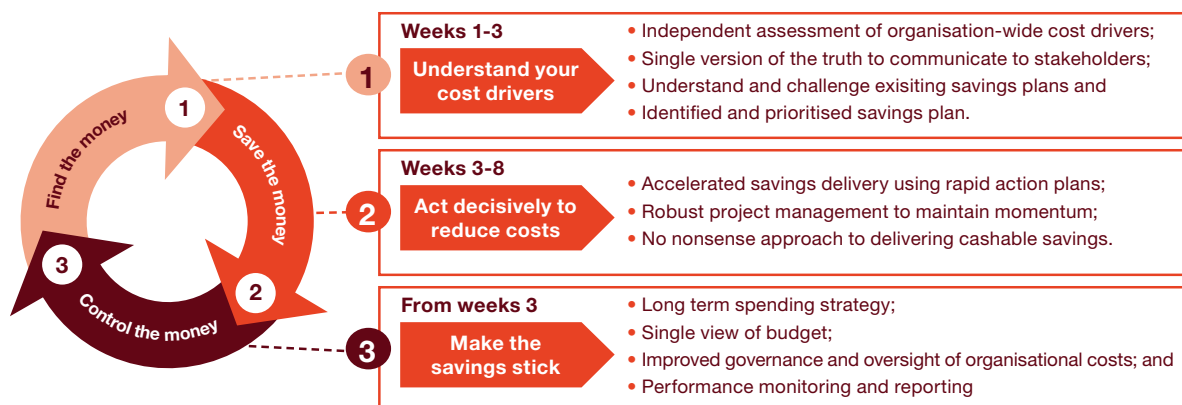 Find the money
1
Save the money
2
Control the money
3
1
Weeks 1-3
Understand your
cost drivers
• Independent assessment of organisation-wide cost drivers;
• Single version of the truth to communicate to stakeholders;
• Understand and challenge exisiting savings plans and
• Identified and prioritised savings plan.
2
Weeks 3-8
Act decisively to
reduce costs
• Accelerated savings delivery using rapid action plans;
• Robust project management to maintain momentum;
• No nonsense approach to delivering cashable savings.
3
From weeks 3
Make the
savings stick
• Long term spending strategy;
• Single view of budget;
• Improved governance and oversight of organisational costs; and
• Performance monitoring and reporting